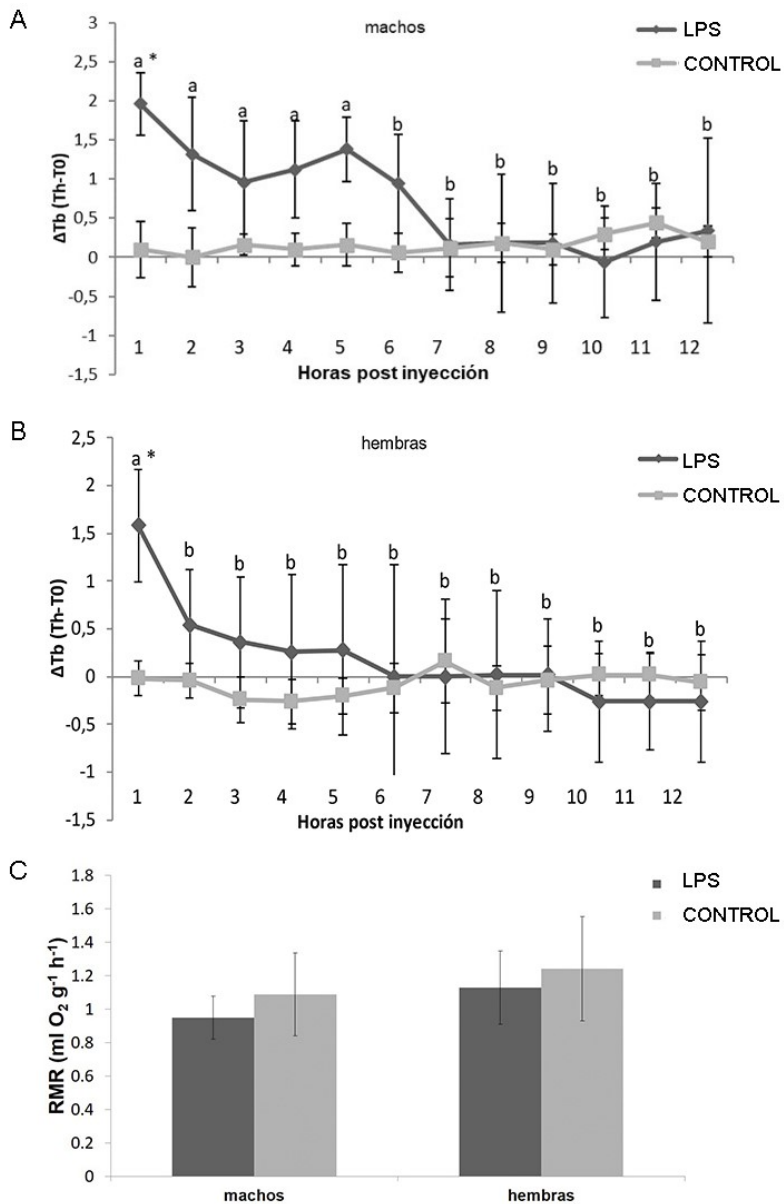 A
machos
LPS
CONTROL
3
2,5
2
1,5
1
0,5
0
-0,5
-1
-1,5
ΔTb (Th-T0)
a * a a a a b b b b b b b
1 2 3 4 5 6 7 8 9 10 11 12
Horas post inyección
B
hembras
LPS
CONTROL
2,5
2
1,5
1
0,5
0
-0,5
-1
-1,5
ΔTb (Th-T0)
a * b b b b b b b b b b b
1 2 3 4 5 6 7 8 9 10 11 12
Horas post inyección
C
LPS
CONTROL
1.8
1.6
1.4
1.2
1
0.8
0.6
0.4
0.2
0
RMR (ml O₂ g⁻¹ h⁻¹)
machos hembras